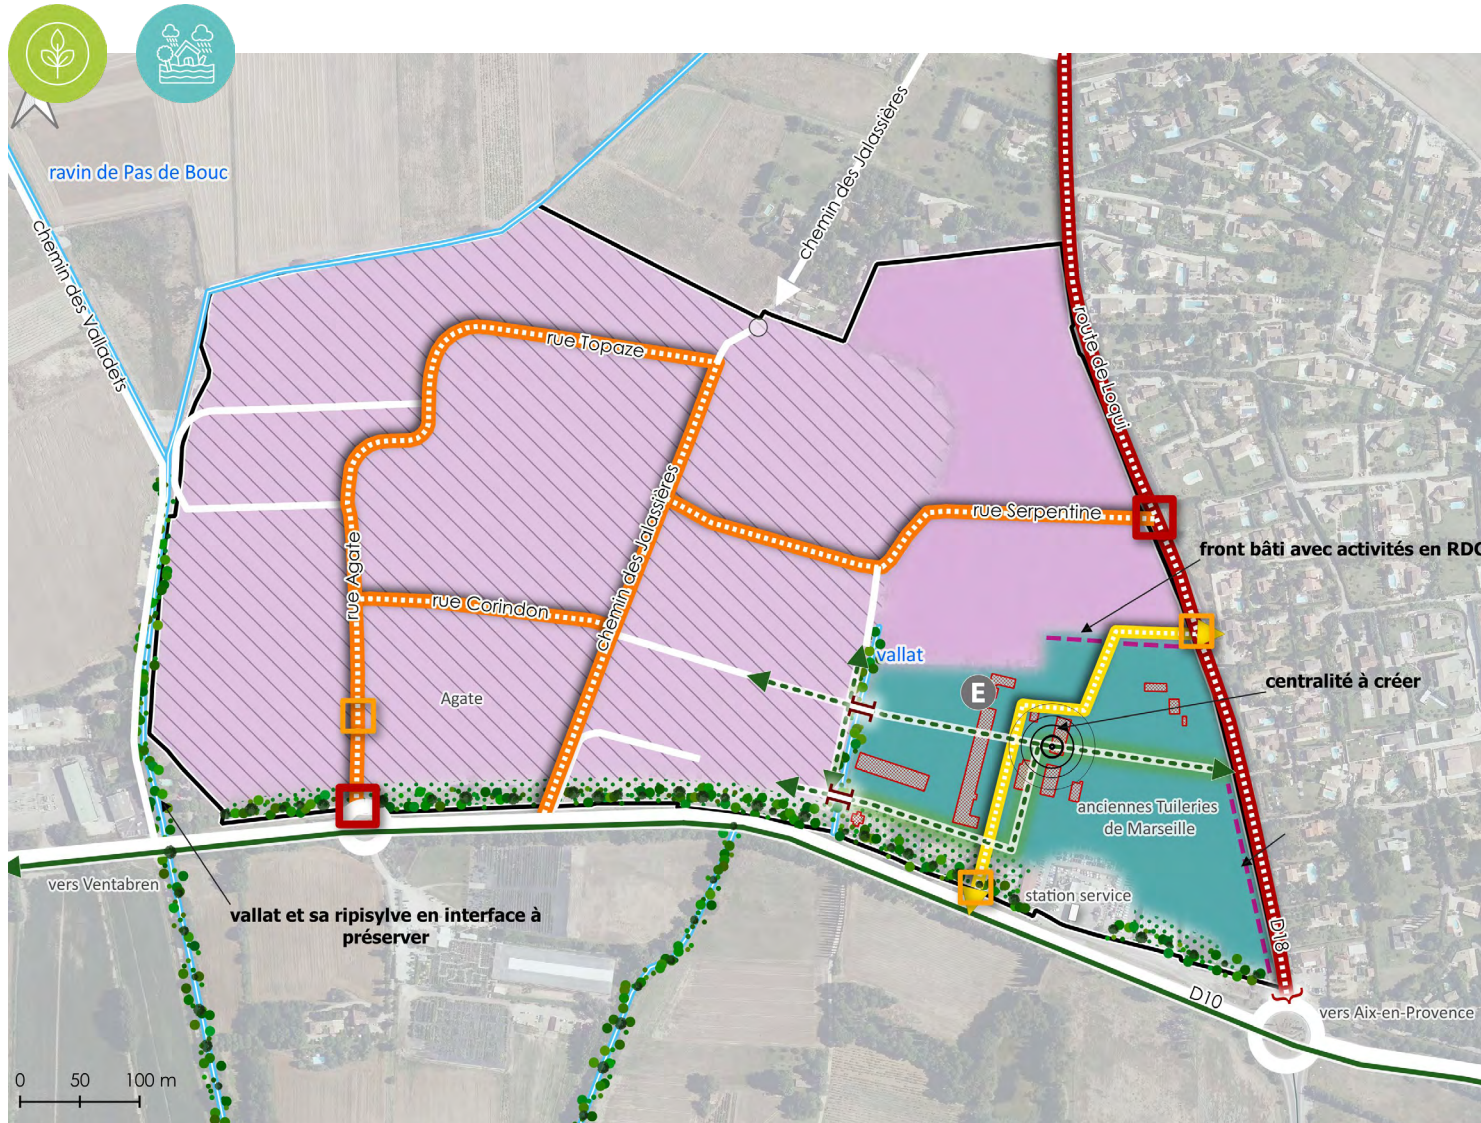 ravin de Pas de Bouc
chemin des Valladets
chemin des Jalassières
route de Loqui
rue Topaze
chemin des Jalassières
rue Serpentine
front bâti avec activités en RDC
rue Agate
rue Corindon
vallat
centralité à créer
Agate
E
anciennes Tuileries
de Marseille
vers Ventabren
station service
vallat et sa ripisylve en interface à
préserver
D18
D10
vers Aix-en-Provence
0 50 100 m